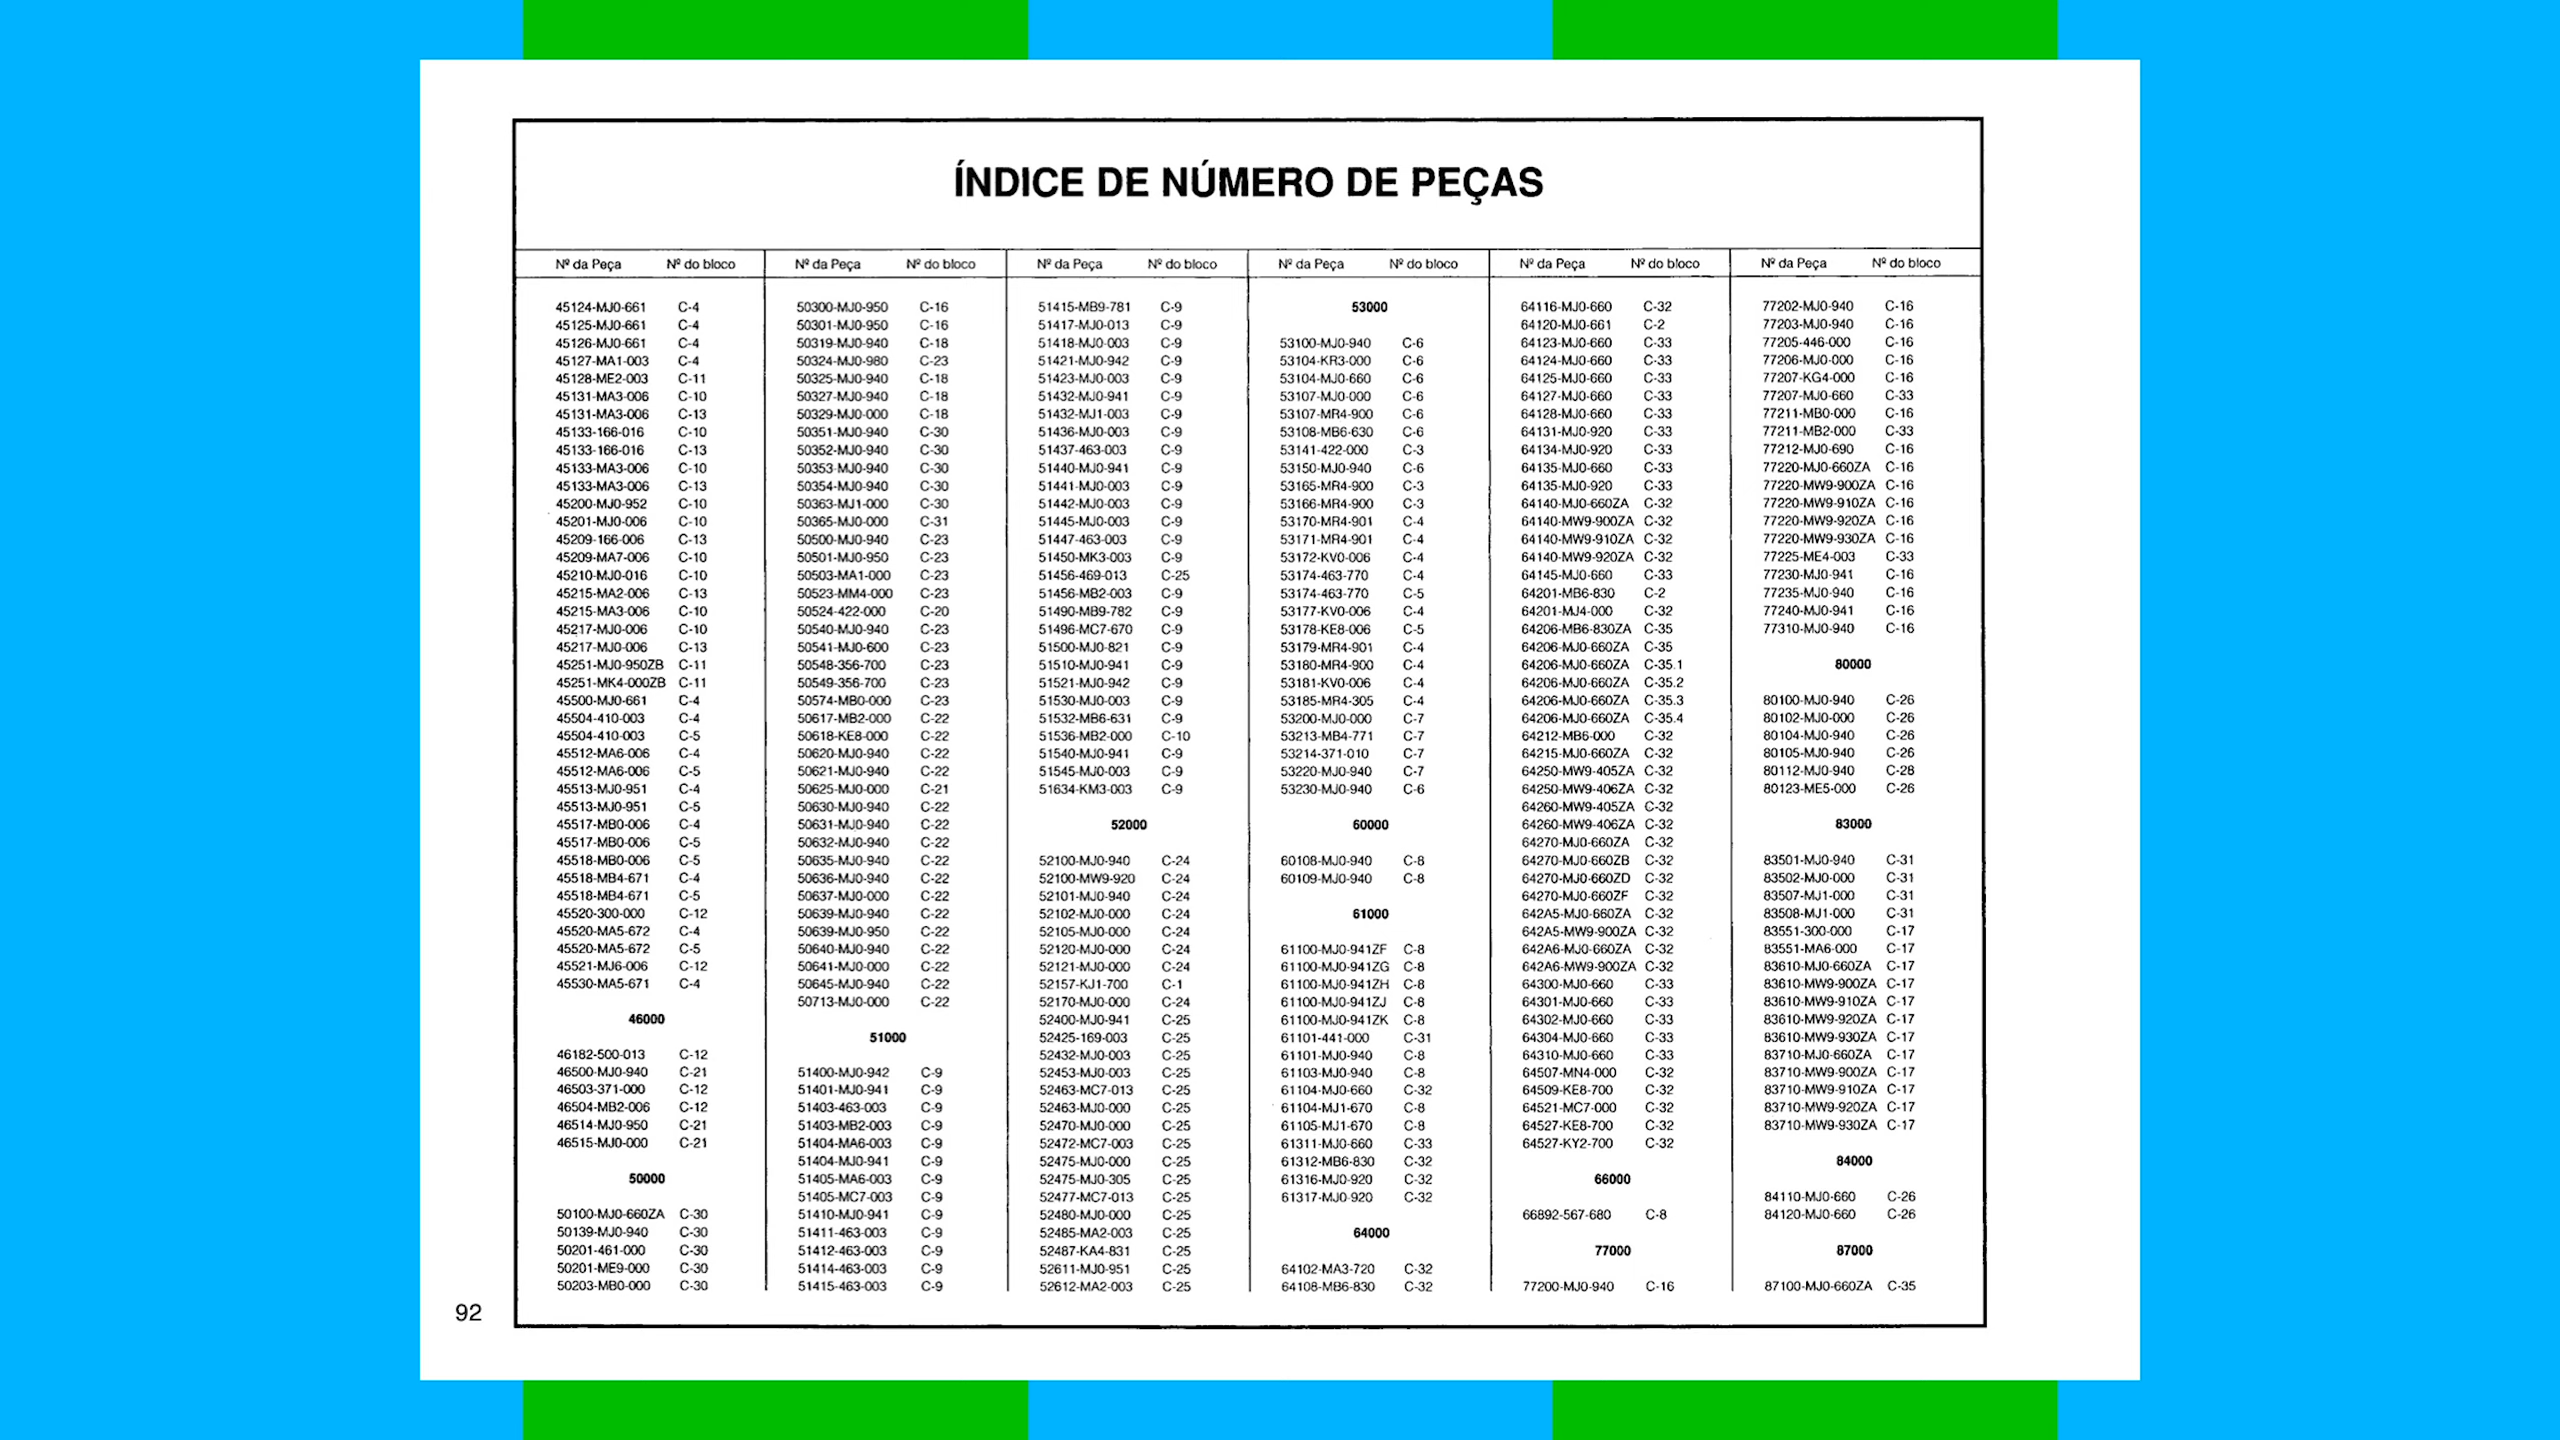 ÍNDICE DE NÚMERO DE PEÇAS
Nº da Peça Nº do bloco
45124-MJ0-661 C-4
45125-MJ0-661 C-4
45126-MJ0-661 C-4
45127-MA1-003 C-4
45128-ME2-003 C-11
45131-MA3-006 C-10
45131-MA3-006 C-13
45133-166-016 C-10
45133-166-016 C-13
45133-MA3-006 C-10
45133-MA3-006 C-13
45200-MJ0-952 C-10
45201-MJ0-006 C-10
45209-166-006 C-13
45209-MA7-006 C-10
45210-MJ0-016 C-10
45215-MA2-006 C-13
45215-MA3-006 C-10
45217-MJ0-006 C-10
45217-MJ0-006 C-13
45251-MJ0-950ZB C-11
45251-MK4-000ZB C-11
45500-MJ0-661 C-4
45504-410-003 C-4
45504-410-003 C-5
45512-MA6-006 C-4
45512-MA6-006 C-5
45513-MJ0-951 C-4
45513-MJ0-951 C-5
45517-MB0-006 C-4
45517-MB0-006 C-5
45518-MB0-006 C-5
45518-MB4-671 C-4
45518-MB4-671 C-5
45520-300-000 C-12
45520-MA5-672 C-4
45520-MA5-672 C-5
45521-MJ6-006 C-12
45530-MA5-671 C-4
46000
46182-500-013 C-12
46500-MJ0-940 C-21
46503-371-000 C-12
46504-MB2-006 C-12
46514-MJ0-950 C-21
46515-MJ0-000 C-21
50000
50100-MJ0-660ZA C-30
50139-MJ0-940 C-30
50201-461-000 C-30
50201-ME9-000 C-30
50203-MB0-000 C-30
Nº da Peça Nº do bloco
50300-MJ0-950 C-16
50301-MJ0-950 C-16
50319-MJ0-940 C-18
50324-MJ0-980 C-23
50325-MJ0-940 C-18
50327-MJ0-940 C-18
50329-MJ0-000 C-18
50351-MJ0-940 C-30
50352-MJ0-940 C-30
50353-MJ0-940 C-30
50354-MJ0-940 C-30
50363-MJ1-000 C-30
50365-MJ0-000 C-31
50500-MJ0-940 C-23
50501-MJ0-950 C-23
50503-MA1-000 C-23
50523-MM4-000 C-23
50524-422-000 C-20
50540-MJ0-940 C-23
50541-MJ0-600 C-23
50548-356-700 C-23
50549-356-700 C-23
50574-MB0-000 C-23
50617-MB2-000 C-22
50618-KE8-000 C-22
50620-MJ0-940 C-22
50621-MJ0-940 C-22
50625-MJ0-000 C-21
50630-MJ0-940 C-22
50631-MJ0-940 C-22
50632-MJ0-940 C-22
50635-MJ0-940 C-22
50636-MJ0-940 C-22
50637-MJ0-000 C-22
50639-MJ0-940 C-22
50639-MJ0-950 C-22
50640-MJ0-940 C-22
50641-MJ0-000 C-22
50645-MJ0-940 C-22
50713-MJ0-000 C-22
51000
51400-MJ0-942 C-9
51401-MJ0-941 C-9
51403-463-003 C-9
51403-MB2-003 C-9
51404-MA6-003 C-9
51404-MJ0-941 C-9
51405-MA6-003 C-9
51405-MC7-003 C-9
51410-MJ0-941 C-9
51411-463-003 C-9
51412-463-003 C-9
51414-463-003 C-9
51415-463-003 C-9
Nº da Peça Nº do bloco
51415-MB9-781 C-9
51417-MJ0-013 C-9
51418-MJ0-003 C-9
51421-MJ0-942 C-9
51423-MJ0-003 C-9
51432-MJ0-941 C-9
51432-MJ1-003 C-9
51436-MJ0-003 C-9
51437-463-003 C-9
51440-MJ0-941 C-9
51441-MJ0-003 C-9
51442-MJ0-003 C-9
51445-MJ0-003 C-9
51447-463-003 C-9
51450-MK3-003 C-9
51456-469-013 C-25
51456-MB2-003 C-9
51490-MB9-782 C-9
51496-MC7-670 C-9
51500-MJ0-821 C-9
51510-MJ0-941 C-9
51521-MJ0-942 C-9
51530-MJ0-003 C-9
51532-MB6-631 C-9
51536-MB2-000 C-10
51540-MJ0-941 C-9
51545-MJ0-003 C-9
51634-KM3-003 C-9
52000
52100-MJ0-940 C-24
52100-MW9-920 C-24
52101-MJ0-940 C-24
52102-MJ0-000 C-24
52105-MJ0-000 C-24
52120-MJ0-000 C-24
52121-MJ0-000 C-24
52157-KJ1-700 C-1
52170-MJ0-000 C-24
52400-MJ0-941 C-25
52425-169-003 C-25
52432-MJ0-003 C-25
52453-MJ0-003 C-25
52463-MC7-013 C-25
52463-MJ0-000 C-25
52470-MJ0-000 C-25
52472-MC7-003 C-25
52475-MJ0-000 C-25
52475-MJ0-305 C-25
52477-MC7-013 C-25
52480-MJ0-000 C-25
52485-MA2-003 C-25
52487-KA4-831 C-25
52611-MJ0-951 C-25
52612-MA2-003 C-25
Nº da Peça Nº do bloco
53000
53100-MJ0-940 C-6
53104-KR3-000 C-6
53104-MJ0-660 C-6
53107-MJ0-000 C-6
53107-MR4-900 C-6
53108-MB6-630 C-6
53141-422-000 C-3
53150-MJ0-940 C-6
53165-MR4-900 C-3
53166-MR4-900 C-3
53170-MR4-901 C-4
53171-MR4-901 C-4
53172-KV0-006 C-4
53174-463-770 C-4
53174-463-770 C-5
53177-KV0-006 C-4
53178-KE8-006 C-5
53179-MR4-901 C-4
53180-MR4-900 C-4
53181-KV0-006 C-4
53185-MR4-305 C-4
53200-MJ0-000 C-7
53213-MB4-771 C-7
53214-371-010 C-7
53220-MJ0-940 C-7
53230-MJ0-940 C-6
60000
60108-MJ0-940 C-8
60109-MJ0-940 C-8
61000
61100-MJ0-941ZF C-8
61100-MJ0-941ZG C-8
61100-MJ0-941ZH C-8
61100-MJ0-941ZJ C-8
61100-MJ0-941ZK C-8
61101-441-000 C-31
61101-MJ0-940 C-8
61103-MJ0-940 C-8
61104-MJ0-660 C-32
61104-MJ1-670 C-8
61105-MJ1-670 C-8
61311-MJ0-660 C-33
61312-MB6-830 C-32
61316-MJ0-920 C-32
61317-MJ0-920 C-32
64000
64102-MA3-720 C-32
64108-MB6-830 C-32
Nº da Peça Nº do bloco
64116-MJ0-660 C-32
64120-MJ0-661 C-2
64123-MJ0-660 C-33
64124-MJ0-660 C-33
64125-MJ0-660 C-33
64127-MJ0-660 C-33
64128-MJ0-660 C-33
64131-MJ0-920 C-33
64134-MJ0-920 C-33
64135-MJ0-660 C-33
64135-MJ0-920 C-33
64140-MJ0-660ZA C-32
64140-MW9-900ZA C-32
64140-MW9-910ZA C-32
64140-MW9-920ZA C-32
64145-MJ0-660 C-33
64201-MB6-830 C-2
64201-MJ4-000 C-32
64206-MB6-830ZA C-35
64206-MJ0-660ZA C-35
64206-MJ0-660ZA C-35.1
64206-MJ0-660ZA C-35.2
64206-MJ0-660ZA C-35.3
64206-MJ0-660ZA C-35.4
64212-MB6-000 C-32
64215-MJ0-660ZA C-32
64250-MW9-405ZA C-32
64250-MW9-406ZA C-32
64260-MW9-405ZA C-32
64260-MW9-406ZA C-32
64270-MJ0-660ZA C-32
64270-MJ0-660ZB C-32
64270-MJ0-660ZD C-32
64270-MJ0-660ZF C-32
642A5-MJ0-660ZA C-32
642A5-MW9-900ZA C-32
642A6-MJ0-660ZA C-32
642A6-MW9-900ZA C-32
64300-MJ0-660 C-33
64301-MJ0-660 C-33
64302-MJ0-660 C-33
64304-MJ0-660 C-33
64310-MJ0-660 C-33
64507-MN4-000 C-32
64509-KE8-700 C-32
64521-MC7-000 C-32
64527-KE8-700 C-32
64527-KY2-700 C-32
66000
66892-567-680 C-8
77000
77200-MJ0-940 C-16
Nº da Peça Nº do bloco
77202-MJ0-940 C-16
77203-MJ0-940 C-16
77205-446-000 C-16
77206-MJ0-000 C-16
77207-KG4-000 C-16
77207-MJ0-660 C-33
77211-MB0-000 C-16
77211-MB2-000 C-33
77212-MJ0-690 C-16
77220-MJ0-660ZA C-16
77220-MW9-900ZA C-16
77220-MW9-910ZA C-16
77220-MW9-920ZA C-16
77220-MW9-930ZA C-16
77225-ME4-003 C-33
77230-MJ0-941 C-16
77235-MJ0-940 C-16
77240-MJ0-941 C-16
77310-MJ0-940 C-16
80000
80100-MJ0-940 C-26
80102-MJ0-000 C-26
80104-MJ0-940 C-26
80105-MJ0-940 C-26
80112-MJ0-940 C-28
80123-ME5-000 C-26
83000
83501-MJ0-940 C-31
83502-MJ0-000 C-31
83507-MJ1-000 C-31
83508-MJ1-000 C-31
83551-300-000 C-17
83551-MA6-000 C-17
83610-MJ0-660ZA C-17
83610-MW9-900ZA C-17
83610-MW9-910ZA C-17
83610-MW9-920ZA C-17
83610-MW9-930ZA C-17
83710-MJ0-660ZA C-17
83710-MW9-900ZA C-17
83710-MW9-910ZA C-17
83710-MW9-920ZA C-17
83710-MW9-930ZA C-17
84000
84110-MJ0-660 C-26
84120-MJ0-660 C-26
87000
87100-MJ0-660ZA C-35
92